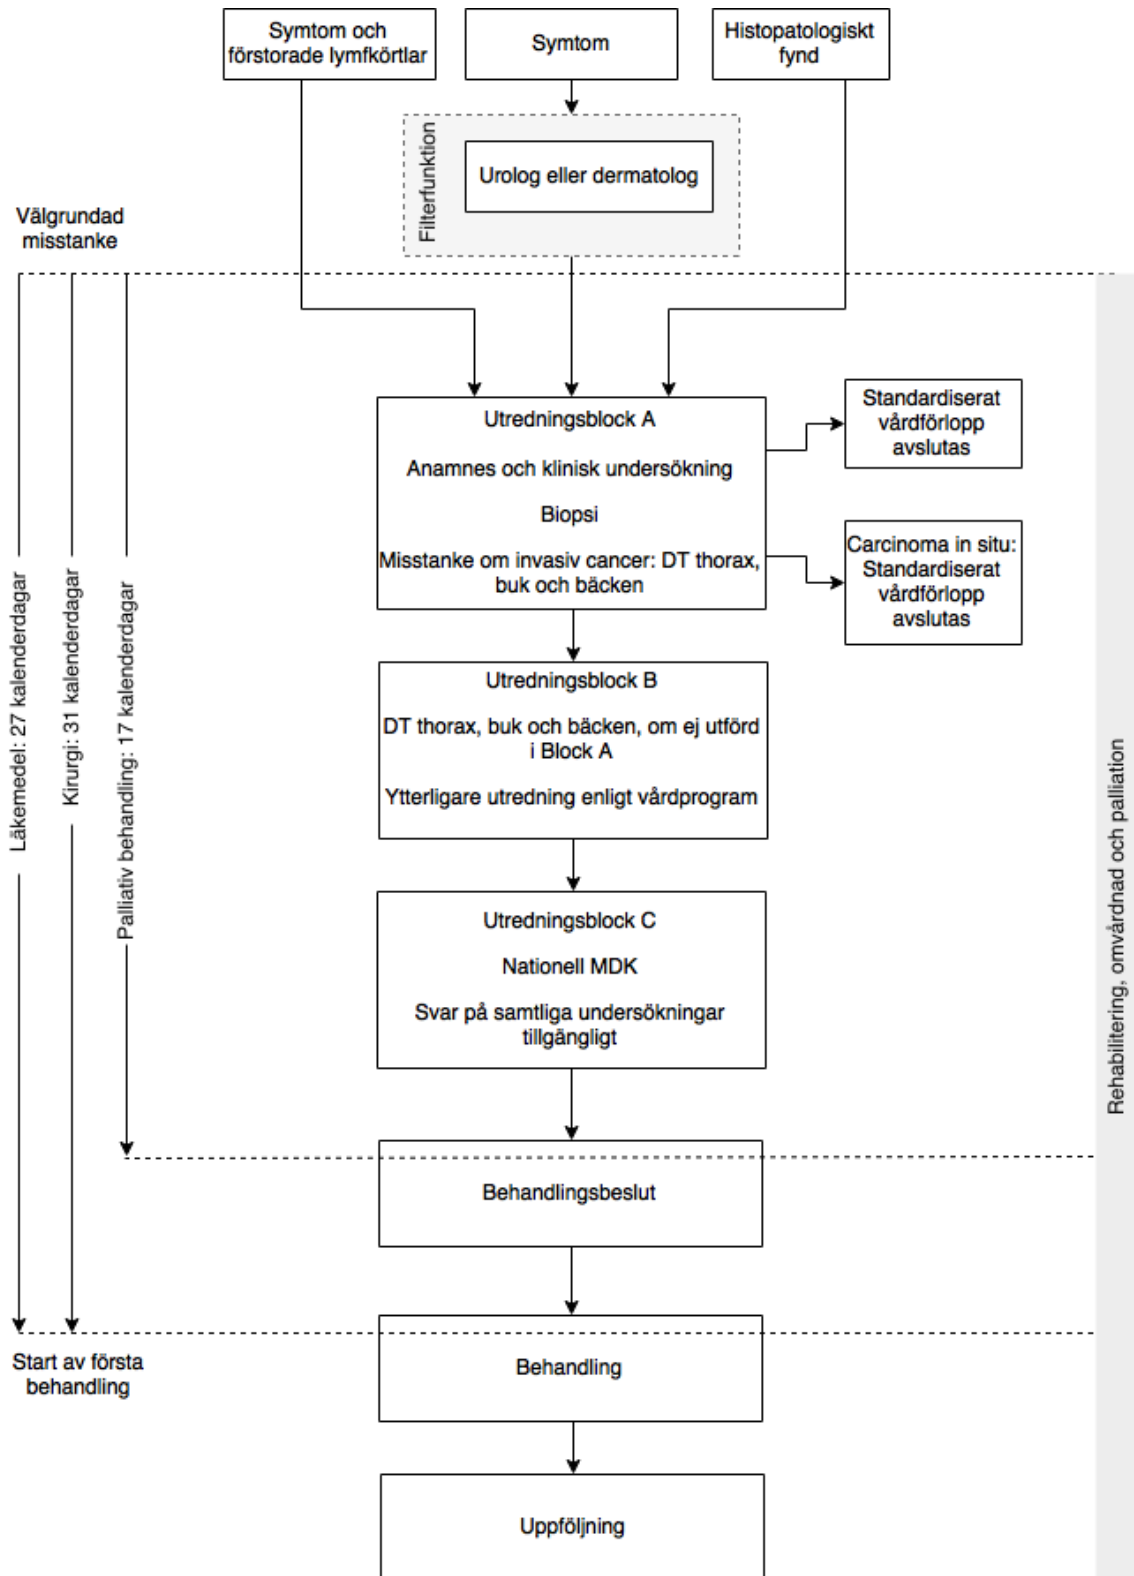 Symtom och
förstorade lymfkörtlar
Symtom
Histopatologiskt
fynd
Filterfunktion
Urolog eller dermatolog
Välgrundad
misstanke
Utredningsblock A
Anamnes och klinisk undersökning
Biopsi
Misstanke om invasiv cancer: DT thorax,
buk och bäcken
Standardiserat
vårdförlopp
avslutas
Carcinoma in situ:
Standardiserat
vårdförlopp
avslutas
Läkemedel: 27 kalenderdagar
Kirurgi: 31 kalenderdagar
Palliativ behandling: 17 kalenderdagar
Utredningsblock B
DT thorax, buk och bäcken, om ej utförd
i Block A
Ytterligare utredning enligt vårdprogram
Utredningsblock C
Nationell MDK
Svar på samtliga undersökningar
tillgängligt
Rehabilitering, omvårdnad och palliation
Behandlingsbeslut
Start av första
behandling
Behandling
Uppföljning